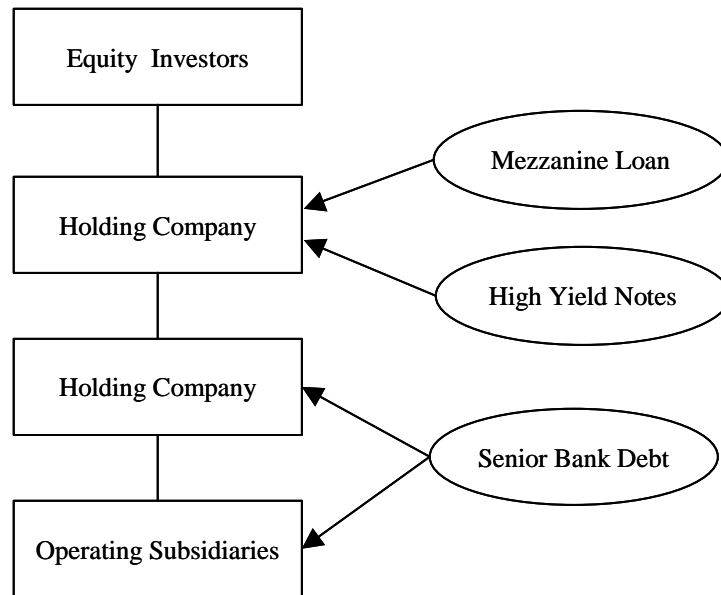 Equity Investors
Mezzanine Loan
Holding Company
High Yield Notes
Holding Company
Senior Bank Debt
Operating Subsidiaries